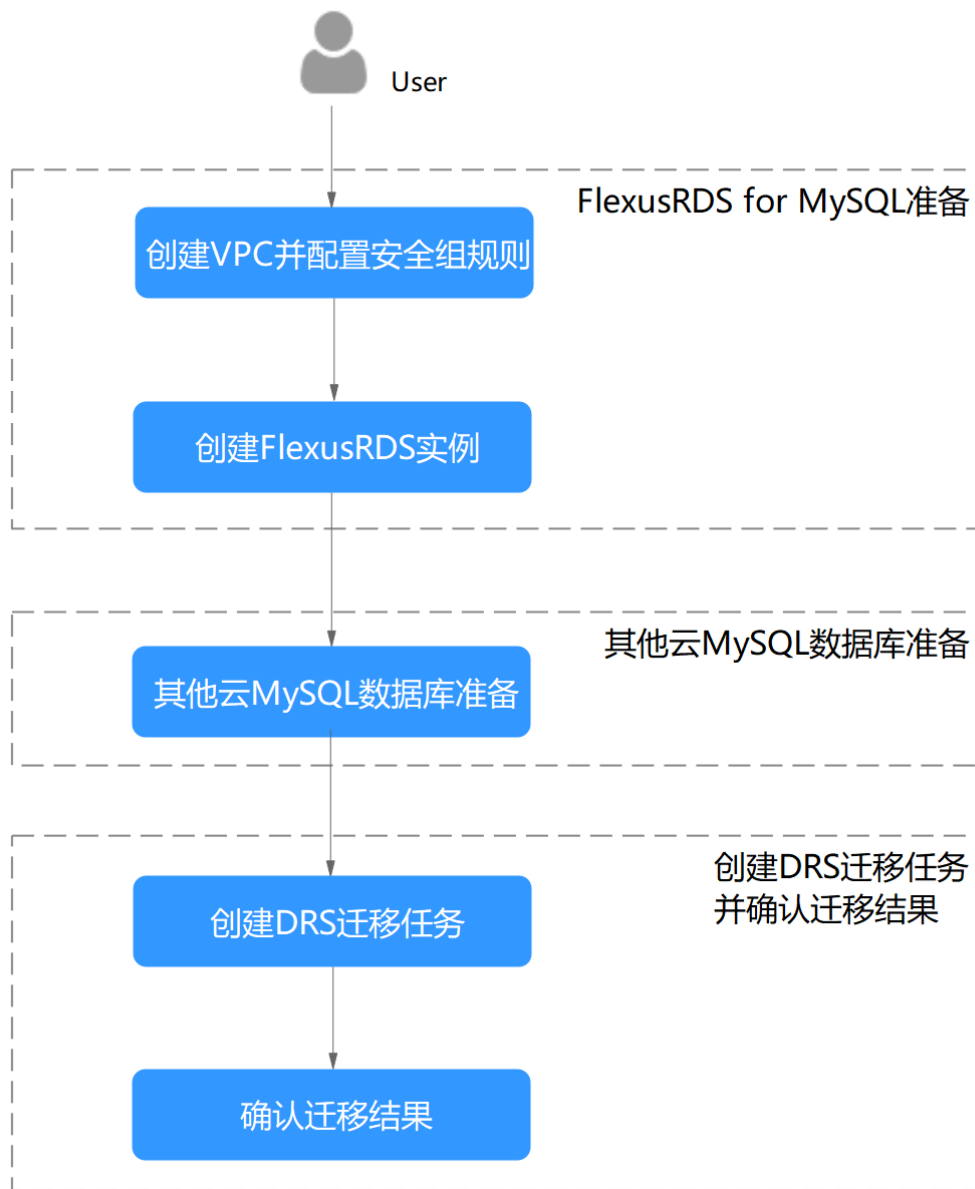 User
FlexusRDS for MySQL准备
创建VPC并配置安全组规则
创建FlexusRDS实例
其他云MySQL数据库准备
其他云MySQL数据库准备
创建DRS迁移任务
并确认迁移结果
创建DRS迁移任务
确认迁移结果